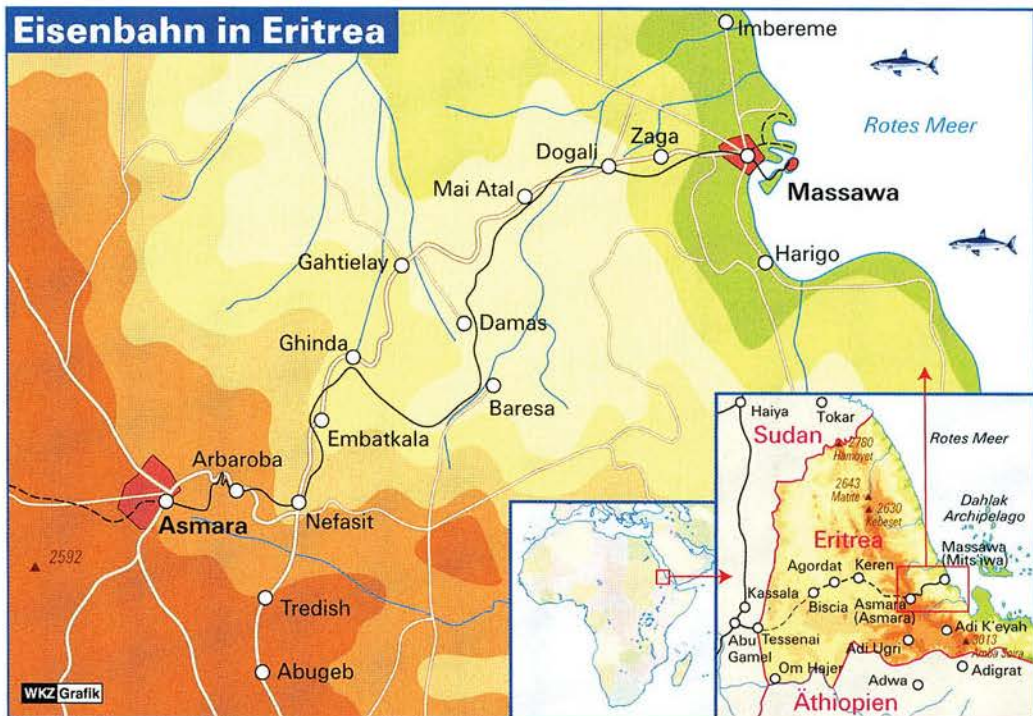 Eisenbahn in Eritrea
Imbereme
Rotes Meer
Zaga
Dogali
Massawa
Mai Atal
Harigo
Gahtielay
Damas
Ghinda
Baresa
Embatkala
Arbaroba
Asmara
Nefasit
2592
Tredish
Abugeb
WKZ Grafik
Haiya
Tokar
Sudan
2780
Hamoyet
Rotes Meer
2643
Matite
2630
Kebeset
Dahlak
Archipelago
Eritrea
Massawa
(Mits'iwa)
Agordat
Keren
Kassala
Biscia
Asmara
(Asmara)
Abu
Gamel
Tessenai
Adi K'eyah
Adi Ugri
3013
Amba Soira
Om Hajer
Adwa
Adigrat
Äthiopien